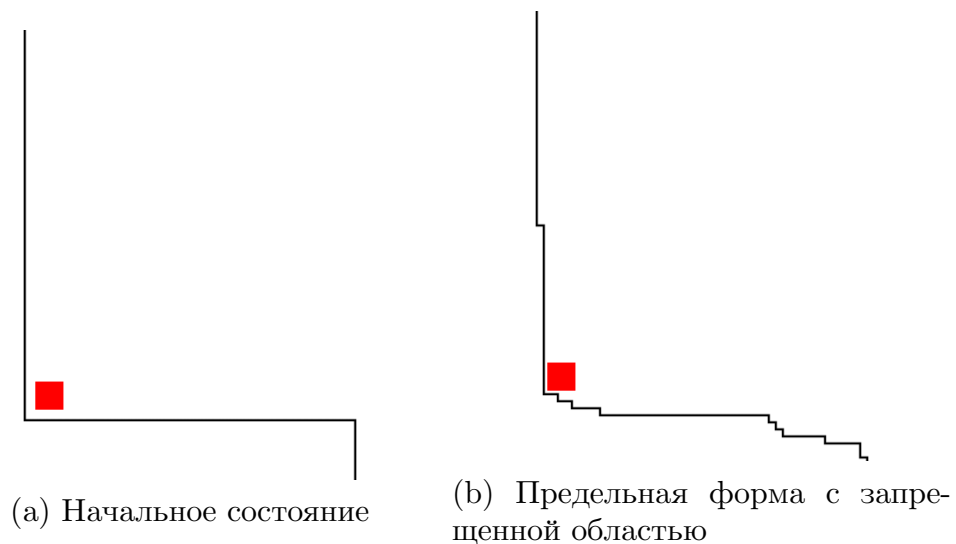 (a) Начальное состояние
(b) Предельная форма с запре-
щенной областью